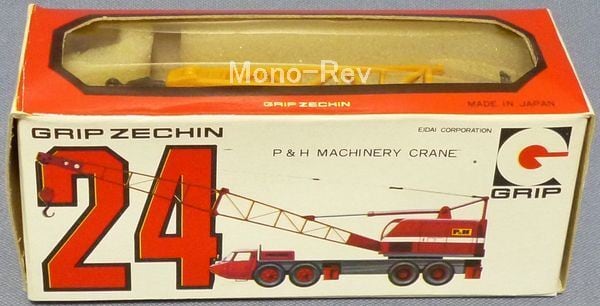 Mono-Rev
GRIP ZECHIN
MADE IN JAPAN
GRIP ZECHIN
EIDAI CORPORATION
24
P & H MACHINERY CRANE
GRIP
P&H